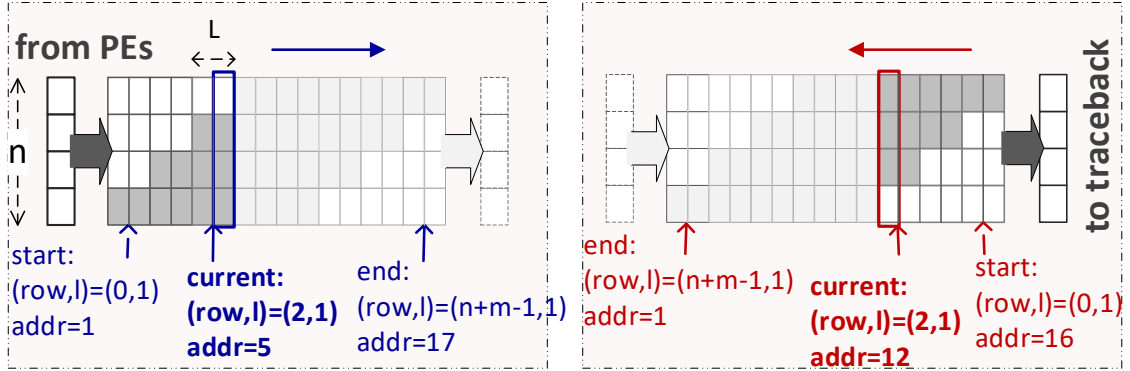 from PEs
L
n
start:
(row,l)=(0,1)
addr=1
current:
(row,l)=(2,1)
addr=5
end:
(row,l)=(n+m-1,1)
addr=17
end:
(row,l)=(n+m-1,1)
addr=1
current:
(row,l)=(2,1)
addr=12
start:
(row,l)=(0,1)
addr=16
to traceback